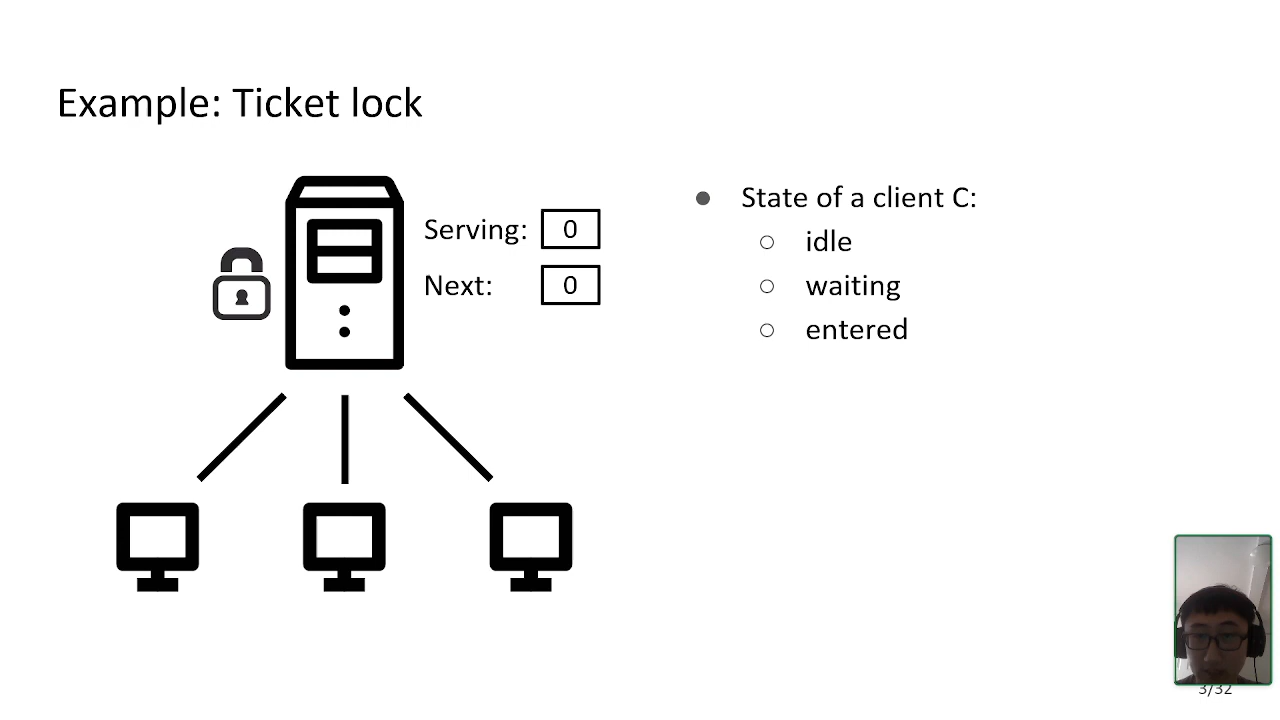 Example: Ticket lock
Serving: 0
Next: 0
State of a client C:
idle
waiting
entered
3/32